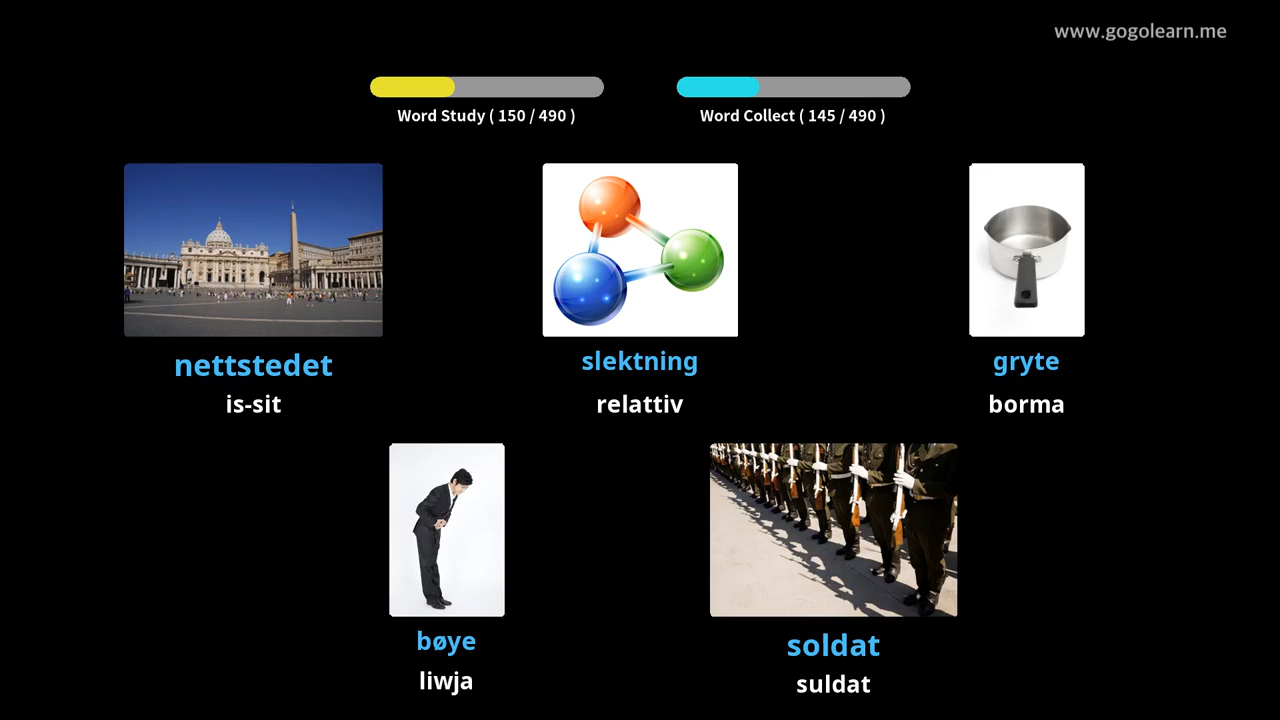 www.gogolearn.me
Word Study ( 150 / 490 )
Word Collect ( 145 / 490 )
nettstedet
is-sit
slektning
relattiv
gryte
borma
bøye
liwja
soldat
suldat